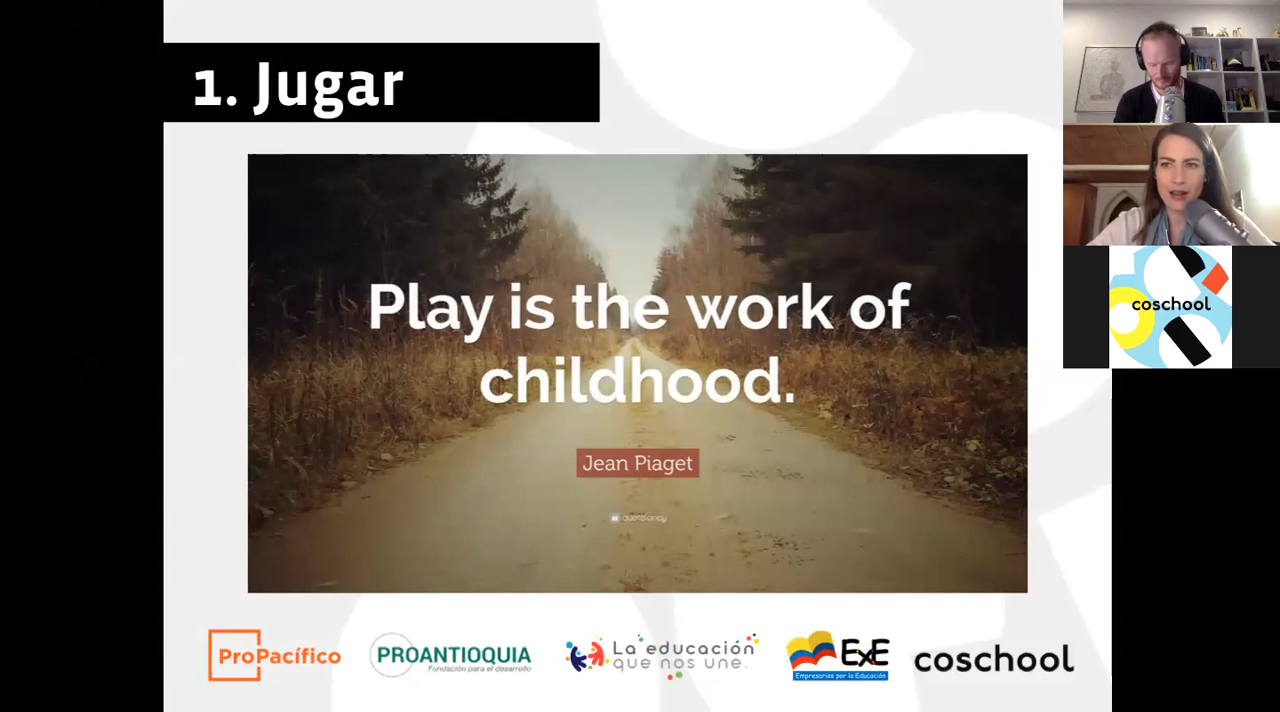 1. Jugar
Play is the work of
childhood.
Jean Piaget
quotefancy
coschool
ProPacífico
PROANTIOQUIA
Fundación para el desarrollo
La educación
que nos une.
ExE
Empresarios por la Educación
coschool